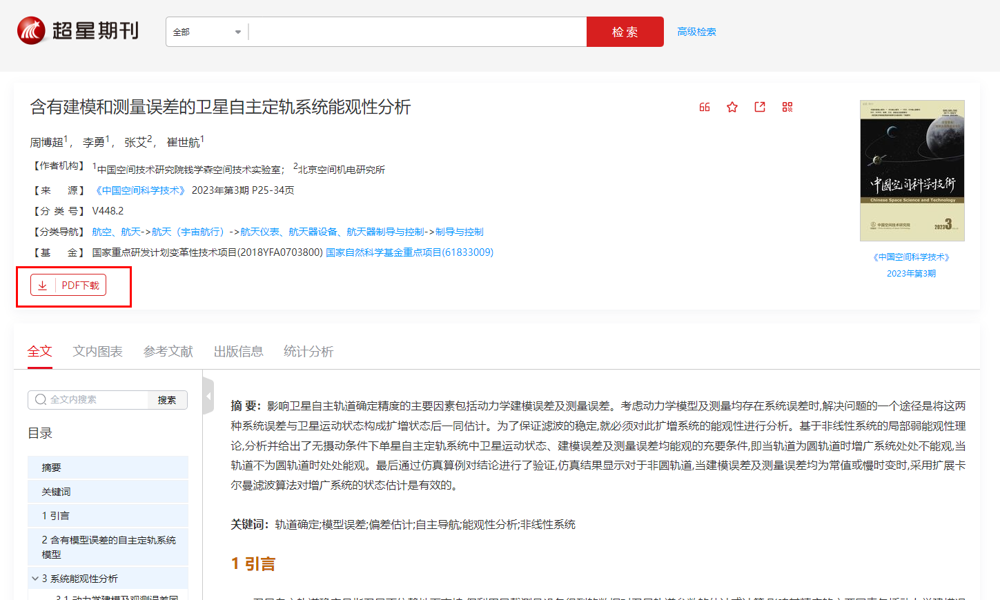 超星期刊
全部
检 索
高级检索
含有建模和测量误差的卫星自主定轨系统能观性分析
周博超1， 李勇1， 张艾2， 崔世航1
【作者机构】 1中国空间技术研究院钱学森空间技术实验室； 2北京空间机电研究所
【来 源】 《中国空间科学技术》 2023年第3期 P25-34页
【分 类 号】 V448.2
【分类导航】 航空、航天->航天（宇宙航行）->航天仪表、航天器设备、航天器制导与控制->制导与控制
【基 金】 国家重点研发计划变革性技术项目(2018YFA0703800) 国家自然科学基金重点项目(61833009)
PDF下载
中國空间科学技術
Chinese Space Science and Technology
中国空间技术研究院
2023 3
《中国空间科学技术》
2023年第3期
全文 文内图表 参考文献 出版信息 统计分析
全文内搜索
搜索
目录
摘要
关键词
1 引言
2 含有模型误差的自主定轨系统
模型
3 系统能观性分析
3.1 动力学建模及观测误差同
摘 要：影响卫星自主轨道确定精度的主要因素包括动力学建模误差及测量误差。考虑动力学模型及测量均存在系统误差时,解决问题的一个途径是将这两
种系统误差与卫星运动状态构成扩增状态后一同估计。为了保证滤波的稳定,就必须对此扩增系统的能观性进行分析。基于非线性系统的局部弱能观性理
论,分析并给出了无摄动条件下单星自主定轨系统中卫星运动状态、建模误差及测量误差均能观的充要条件,即当轨道为圆轨道时增广系统处处不能观,当
轨道不为圆轨道时处处能观。最后通过仿真算例对结论进行了验证,仿真结果显示对于非圆轨道,当建模误差及测量误差均为常值或慢时变时,采用扩展卡
尔曼滤波算法对增广系统的状态估计是有效的。
关键词：轨道确定;模型误差;偏差估计;自主导航;能观性分析;非线性系统
1 引言